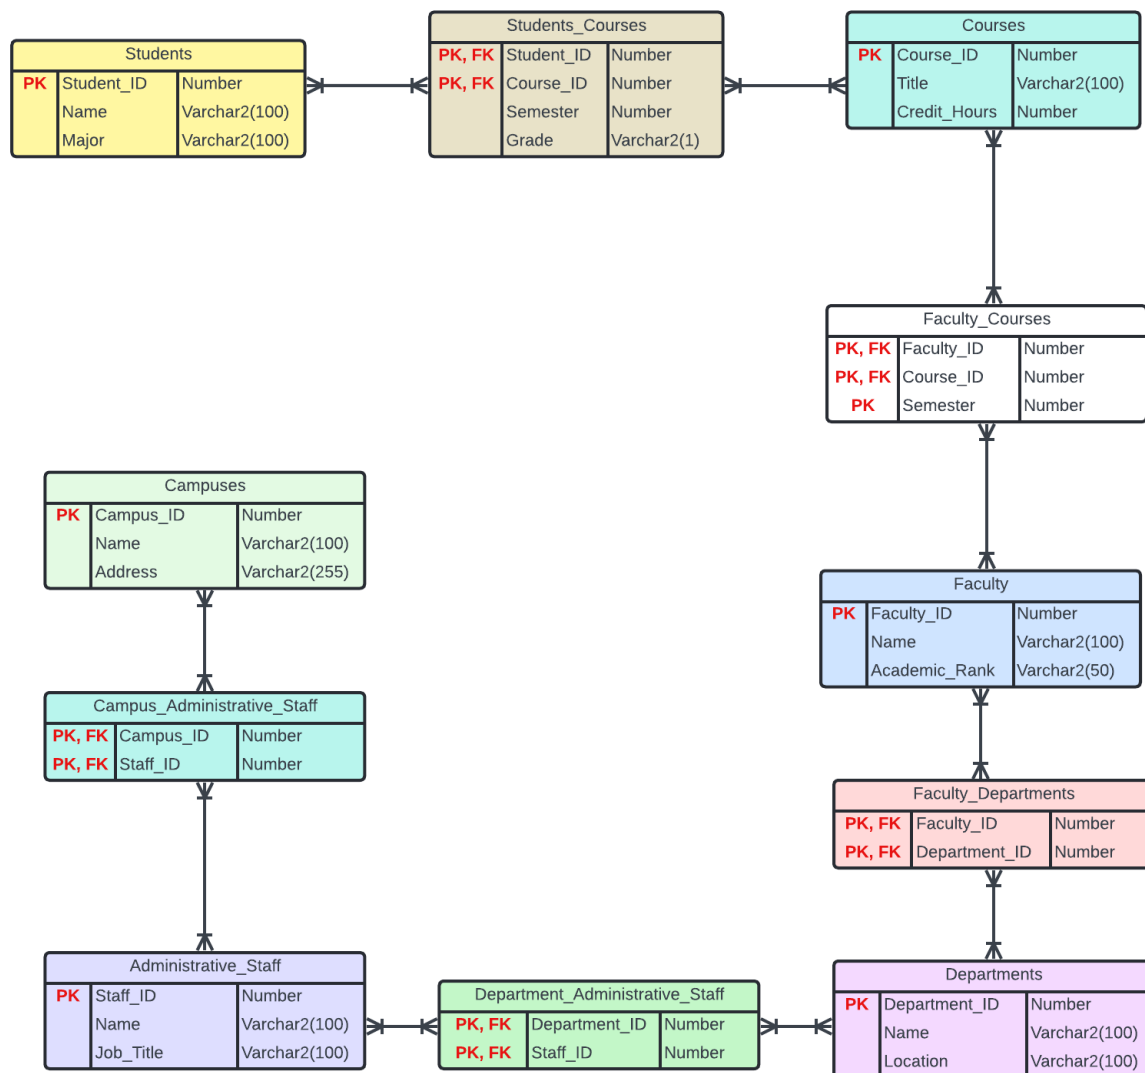 Students
PK Student_ID Number
Name Varchar2(100)
Major Varchar2(100)
Students_Courses
PK, FK Student_ID Number
PK, FK Course_ID Number
Semester Number
Grade Varchar2(1)
Courses
PK Course_ID Number
Title Varchar2(100)
Credit_Hours Number
Faculty_Courses
PK, FK Faculty_ID Number
PK, FK Course_ID Number
PK Semester Number
Campuses
PK Campus_ID Number
Name Varchar2(100)
Address Varchar2(255)
Faculty
PK Faculty_ID Number
Name Varchar2(100)
Academic_Rank Varchar2(50)
Campus_Administrative_Staff
PK, FK Campus_ID Number
PK, FK Staff_ID Number
Faculty_Departments
PK, FK Faculty_ID Number
PK, FK Department_ID Number
Administrative_Staff
PK Staff_ID Number
Name Varchar2(100)
Job_Title Varchar2(100)
Department_Administrative_Staff
PK, FK Department_ID Number
PK, FK Staff_ID Number
Departments
PK Department_ID Number
Name Varchar2(100)
Location Varchar2(100)